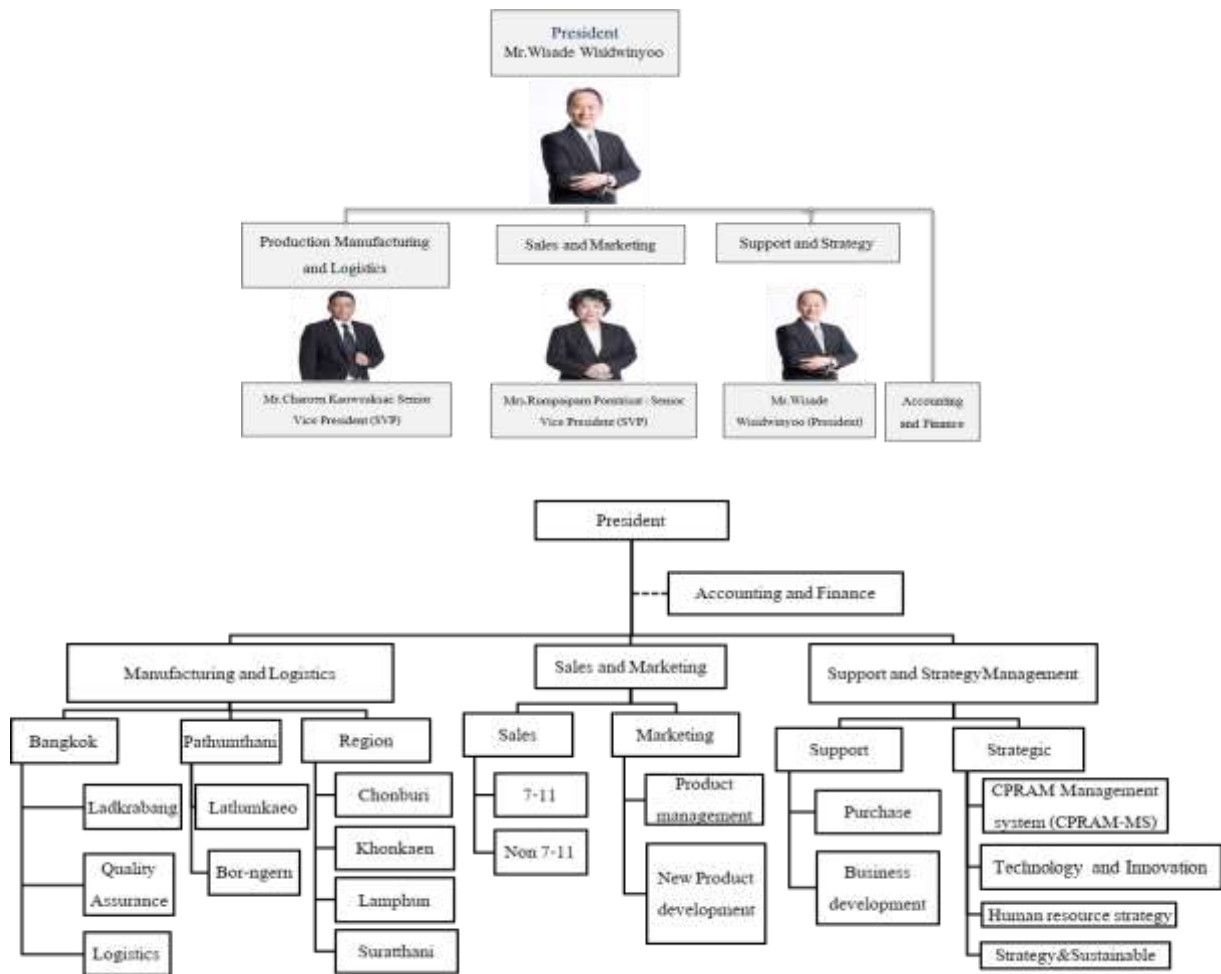 President
Mr.Wisade Wisidwinyoo
Production Manufacturing
and Logistics
Sales and Marketing
Support and Strategy
Mr.Charoen Senior
Vice President (SVP)
Senior
Vice President (SVP)
Mr.Wisade
Wisidwinyoo (President)
Accounting
and Finance
President
Accounting and Finance
Manufacturing and Logistics
Sales and Marketing
Support and StrategyManagement
Bangkok
Pathumthani
Region
Sales
Marketing
Support
Strategic
Ladkrabang
Quality
Assurance
Logistics
Latlumkaeo
Bor-ngern
Chonburi
Khonkaen
Lamphun
Suratthani
7-11
Non 7-11
Product
management
New Product
development
Purchase
Business
development
CPRAM Management
system (CPRAM-MS)
Technology and Innovation
Human resource strategy
Strategy&Sustainable